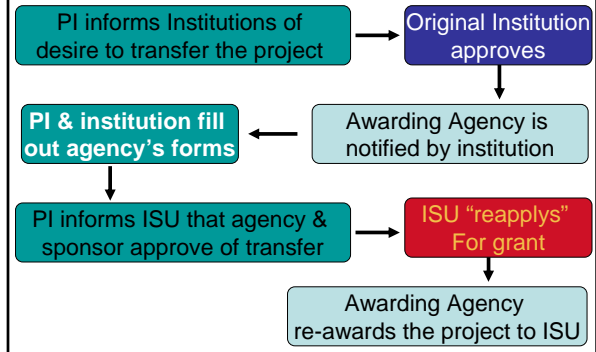 PI informs Institutions of
desire to transfer the project
Original Institution
approves
Awarding Agency is
notified by institution
PI & institution fill
out agency's forms
PI informs ISU that agency &
sponsor approve of transfer
ISU “reapplys”
For grant
Awarding Agency
re-awards the project to ISU